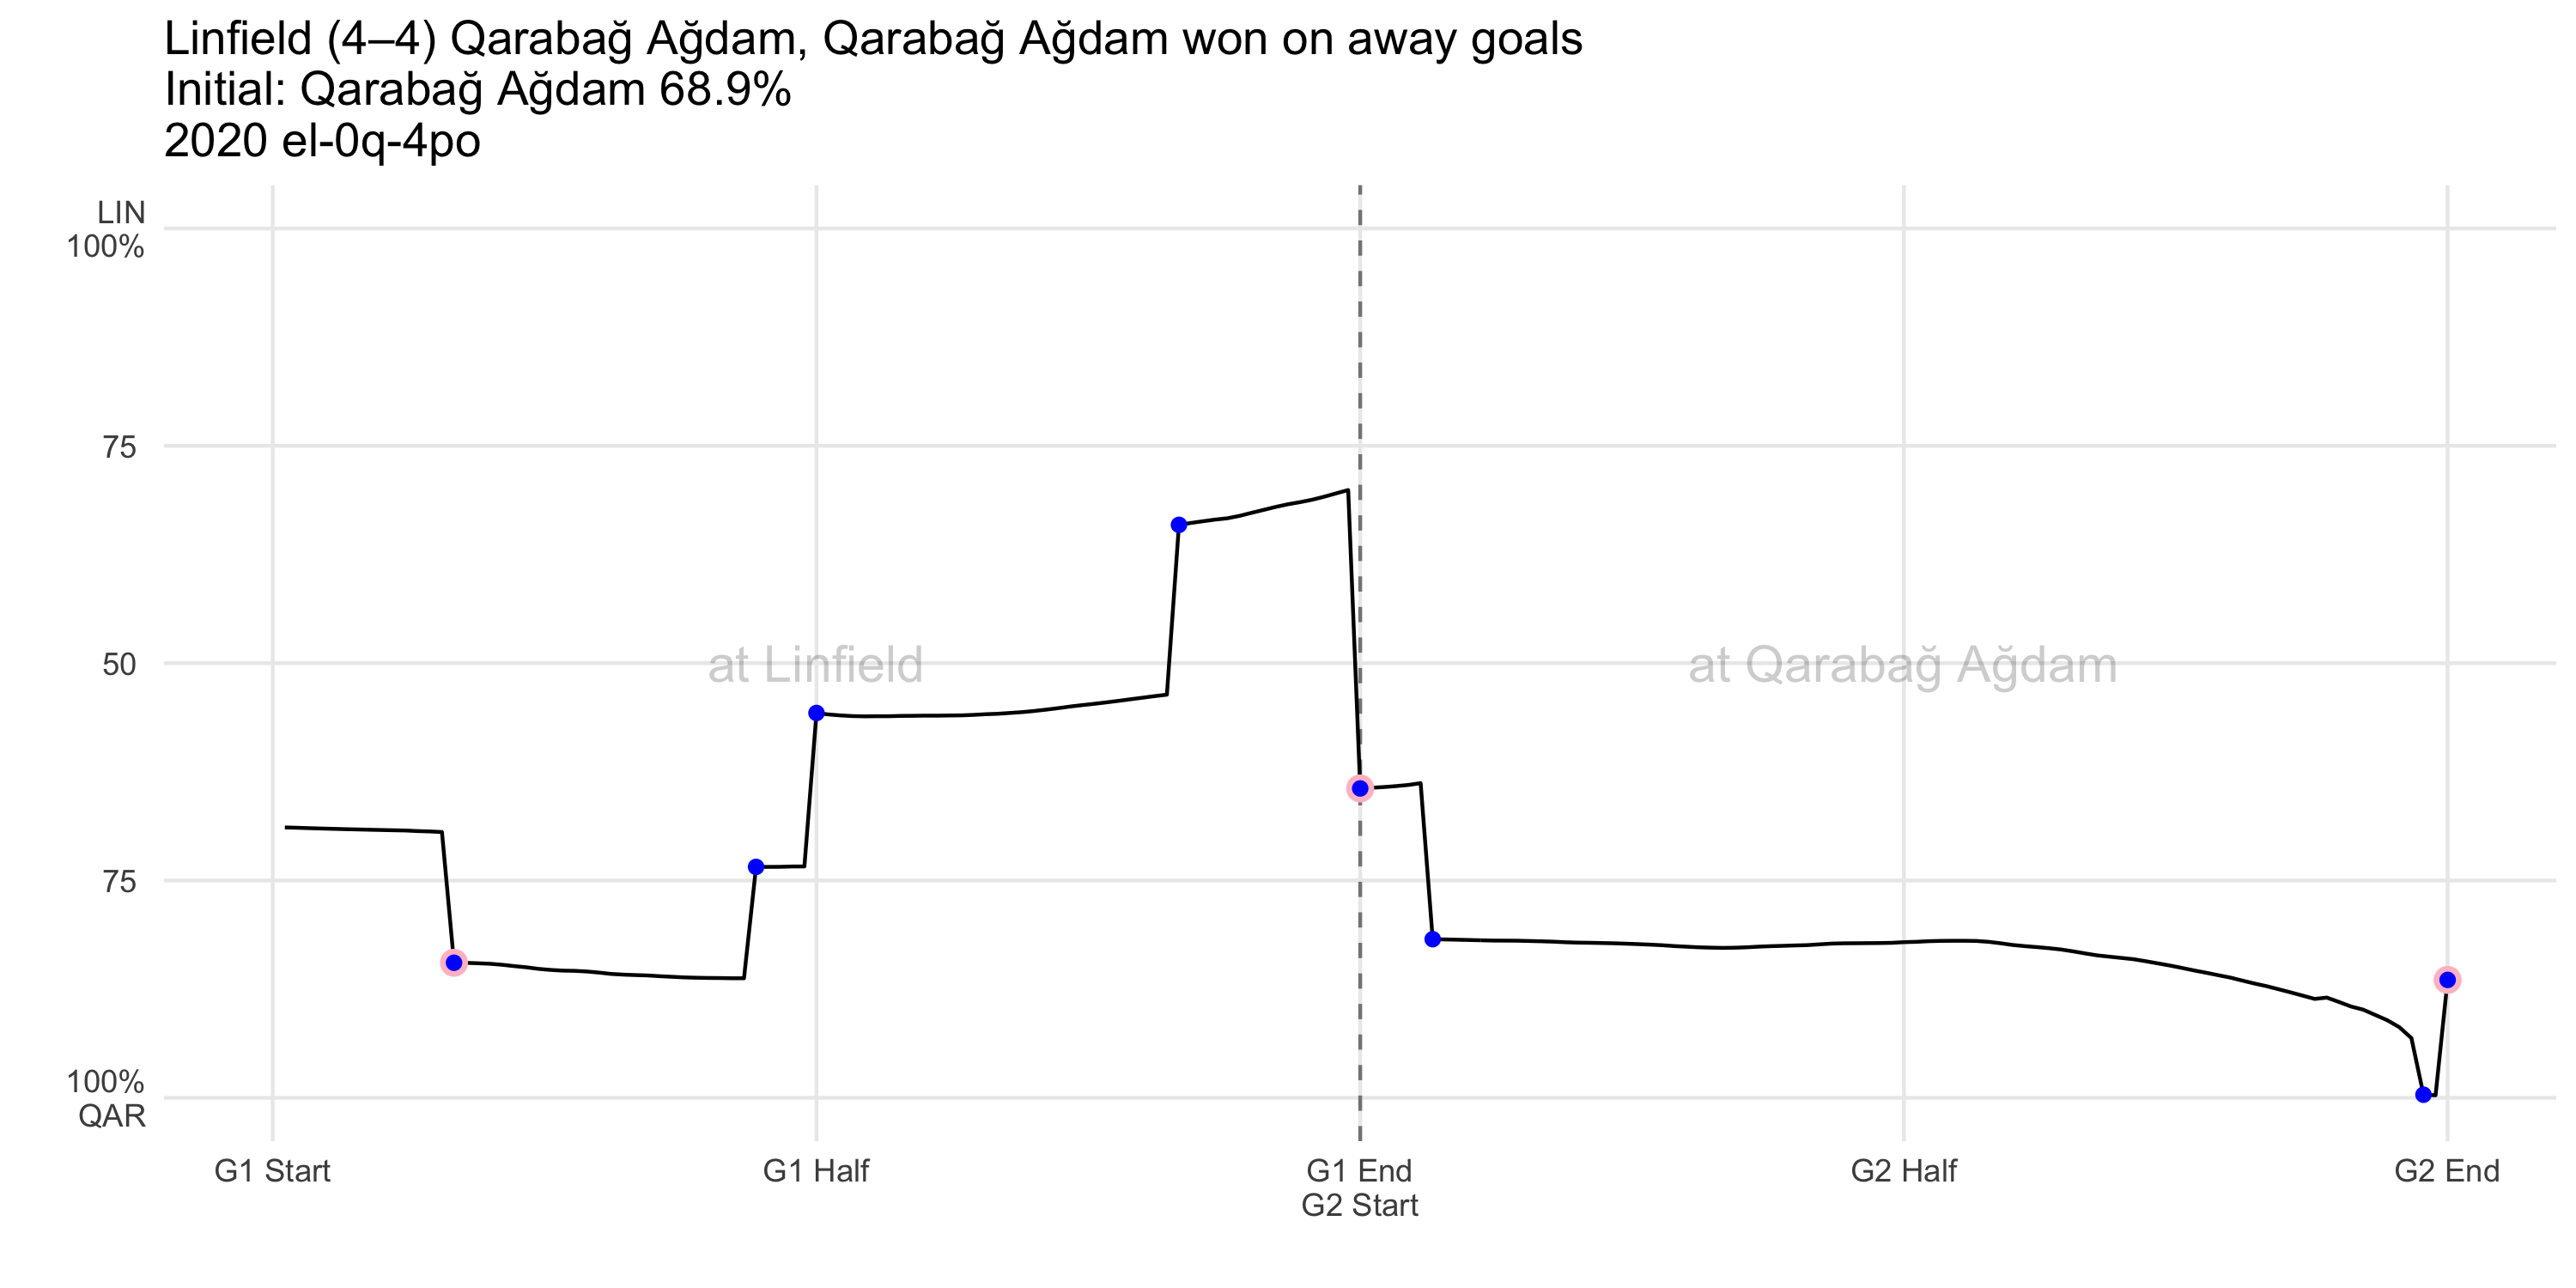 Linfield (4–4) Qarabağ Ağdam, Qarabağ Ağdam won on away goals
Initial: Qarabağ Ağdam 68.9%
2020 el-0q-4po
LIN
100%
75
50
75
100%
QAR
at Linfield
at Qarabağ Ağdam
G1 Start
G1 Half
G1 End
G2 Start
G2 Half
G2 End